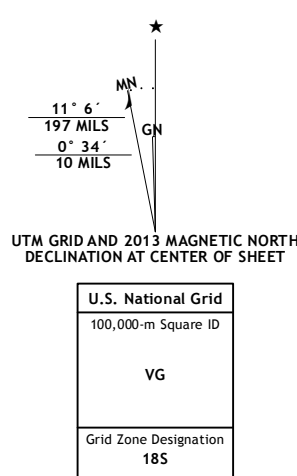 MN
11° 6´
197 MILS
GN
0° 34´
10 MILS
UTM GRID AND 2013 MAGNETIC NORTH
DECLINATION AT CENTER OF SHEET
U.S. National Grid
100,000-m Square ID
VG
Grid Zone Designation
18S